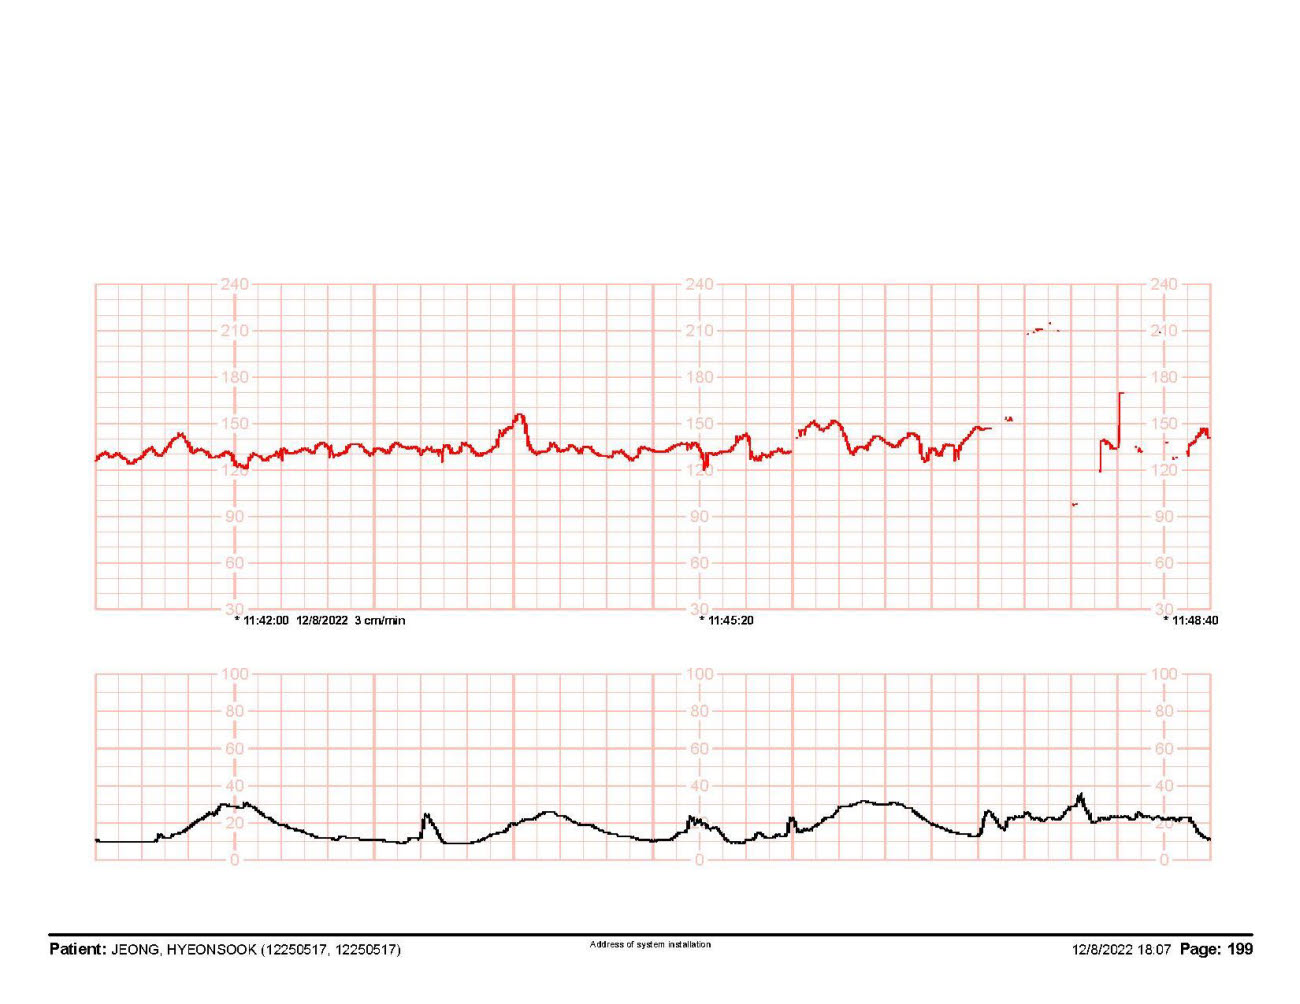 240 240 240
210 210 210
180 180 180
150 150 150
120 120 120
90 90 90
60 60 60
30 30 30
* 11:42:00 12/8/2022 3 cm/min * 11:45:20 * 11:48:40
100 100 100
80 80 80
60 60 60
40 40 40
20 20 20
0 0 0
Patient: JEONG, HYEONSOOK (12250517, 12250517) Address of system installation 12/8/2022 18:07 Page: 199